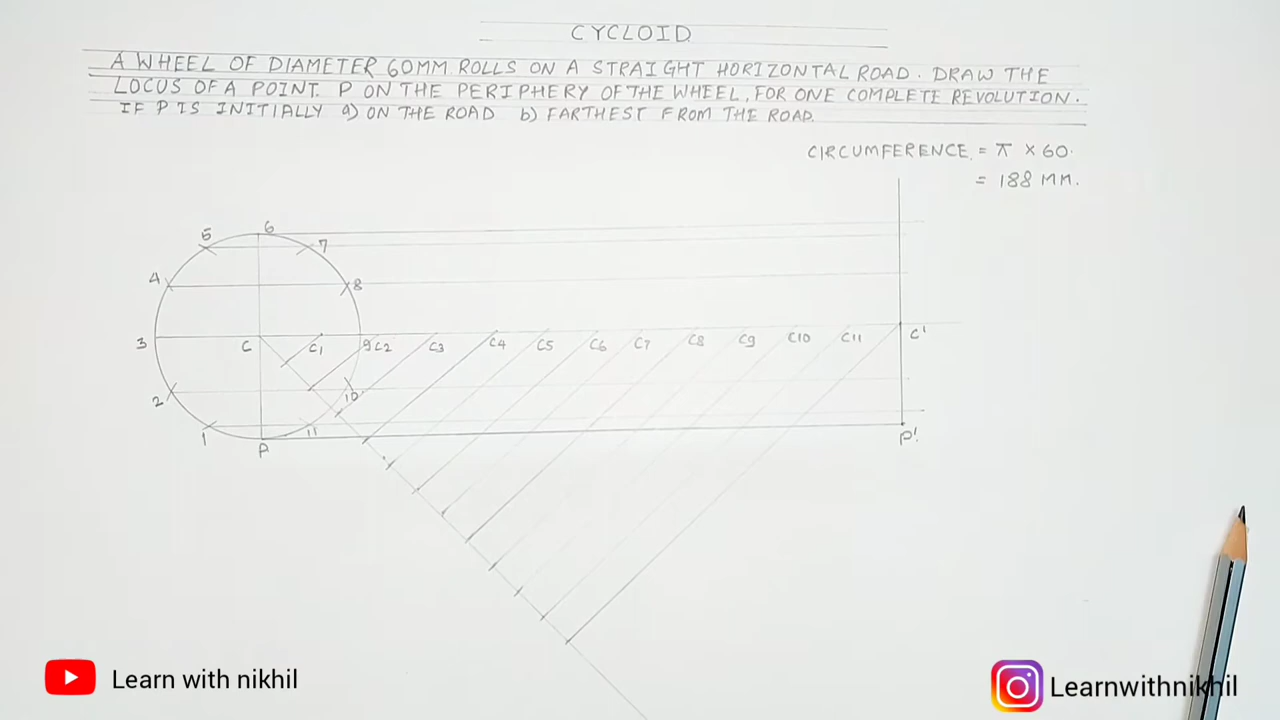 CYCLOID
A WHEEL OF DIAMETER 60MM ROLLS ON A STRAIGHT HORIZONTAL ROAD. DRAW THE
LOCUS OF A POINT P ON THE PERIPHERY OF THE WHEEL, FOR ONE COMPLETE REVOLUTION.
IF P IS INITIALLY a) ON THE ROAD b) FARTHEST FROM THE ROAD.
CIRCUMFERENCE = π × 60.
= 188 MM.
5 6 7
4 8
3 C C1 9 C2 C3 C4 C5 C6 C7 C8 C9 C10 C11 C'
2 10
1 11
P P'
Learn with nikhil
Learnwithnikhil